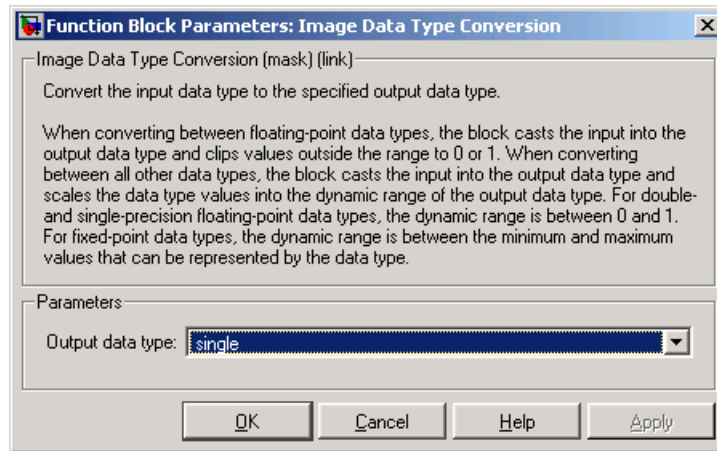 Function Block Parameters: Image Data Type Conversion
Image Data Type Conversion (mask) (link)
Convert the input data type to the specified output data type.
When converting between floating-point data types, the block casts the input into the
output data type and clips values outside the range to 0 or 1. When converting
between all other data types, the block casts the input into the output data type and
scales the data type values into the dynamic range of the output data type. For double-
and single-precision floating-point data types, the dynamic range is between 0 and 1.
For fixed-point data types, the dynamic range is between the minimum and maximum
values that can be represented by the data type.
Parameters
Output data type: single
OK Cancel Help Apply